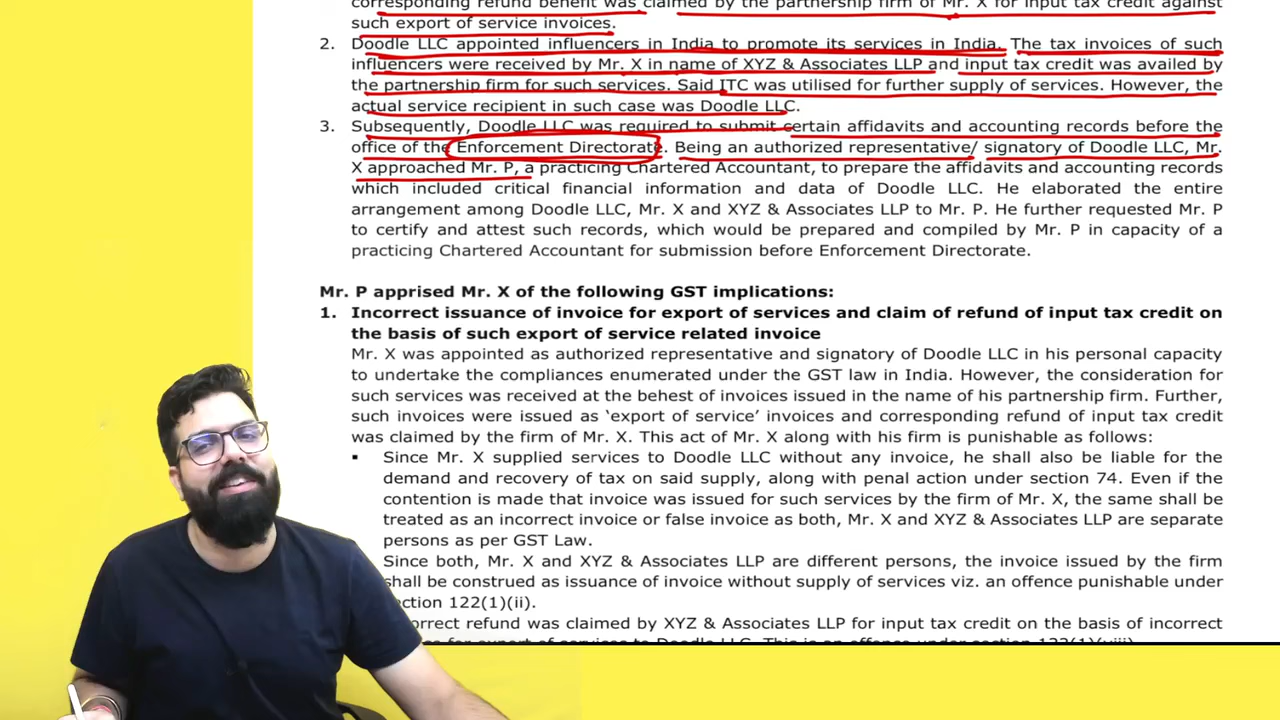 corresponding refund benefit was claimed by the partnership firm of Mr. X for input tax credit against
such export of service invoices.
2. Doodle LLC appointed influencers in India to promote its services in India. The tax invoices of such
influencers were received by Mr. X in name of XYZ & Associates LLP and input tax credit was availed by
the partnership firm for such services. Said ITC was utilised for further supply of services. However, the
actual service recipient in such case was Doodle LLC.
3. Subsequently, Doodle LLC was required to submit certain affidavits and accounting records before the
office of the Enforcement Directorate. Being an authorized representative/ signatory of Doodle LLC, Mr.
X approached Mr. P, a practicing Chartered Accountant, to prepare the affidavits and accounting records
which included critical financial information and data of Doodle LLC. He elaborated the entire
arrangement among Doodle LLC, Mr. X and XYZ & Associates LLP to Mr. P. He further requested Mr. P
to certify and attest such records, which would be prepared and compiled by Mr. P in capacity of a
practicing Chartered Accountant for submission before Enforcement Directorate.
Mr. P apprised Mr. X of the following GST implications:
1. Incorrect issuance of invoice for export of services and claim of refund of input tax credit on
the basis of such export of service related invoice
Mr. X was appointed as authorized representative and signatory of Doodle LLC in his personal capacity
to undertake the compliances enumerated under the GST law in India. However, the consideration for
such services was received at the behest of invoices issued in the name of his partnership firm. Further,
such invoices were issued as ‘export of service’ invoices and corresponding refund of input tax credit
was claimed by the firm of Mr. X. This act of Mr. X along with his firm is punishable as follows:
▪ Since Mr. X supplied services to Doodle LLC without any invoice, he shall also be liable for the
demand and recovery of tax on said supply, along with penal action under section 74. Even if the
contention is made that invoice was issued for such services by the firm of Mr. X, the same shall be
treated as an incorrect invoice or false invoice as both, Mr. X and XYZ & Associates LLP are separate
persons as per GST Law.
Since both, Mr. X and XYZ & Associates LLP are different persons, the invoice issued by the firm
shall be construed as issuance of invoice without supply of services viz. an offence punishable under
section 122(1)(ii).
refund was claimed by XYZ & Associates LLP for input tax credit on the basis of incorrect
for export of services to Doodle LLC. This is an offence under section 122(1)(viii).